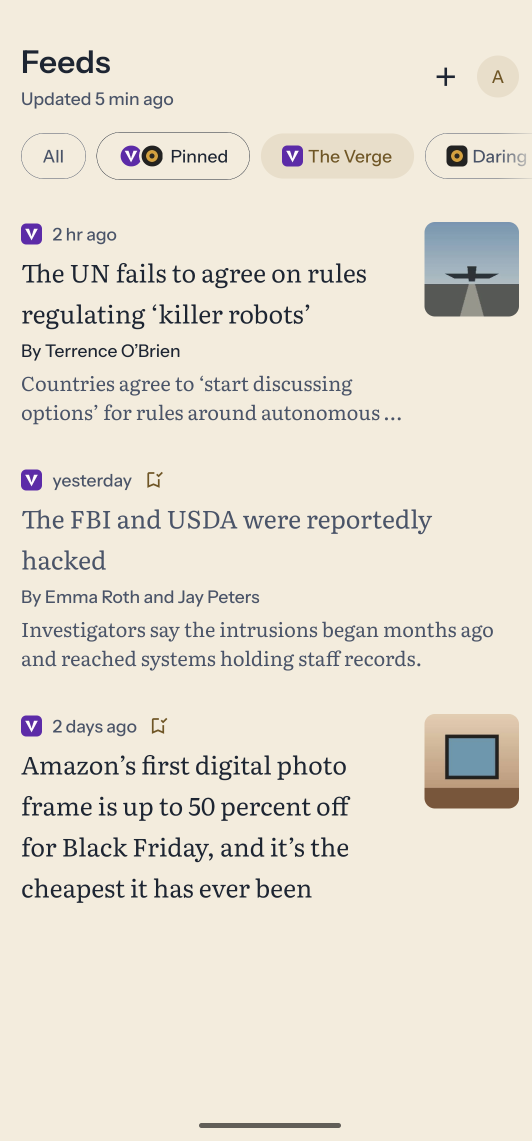 Feeds
Updated 5 min ago
A
All
Pinned
The Verge
Daring
2 hr ago
The UN fails to agree on rules
regulating ‘killer robots’
By Terrence O’Brien
Countries agree to ‘start discussing
options’ for rules around autonomous …
yesterday
The FBI and USDA were reportedly
hacked
By Emma Roth and Jay Peters
Investigators say the intrusions began months ago
and reached systems holding staff records.
2 days ago
Amazon’s first digital photo
frame is up to 50 percent off
for Black Friday, and it’s the
cheapest it has ever been